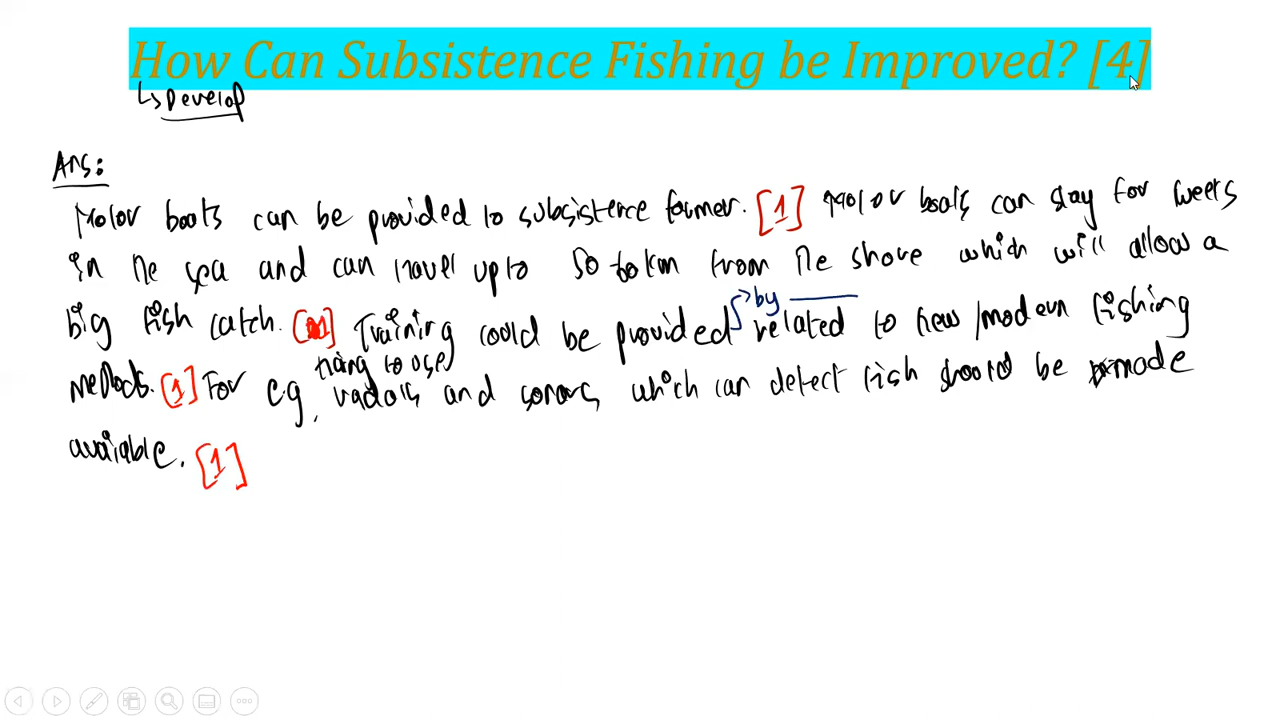 How Can Subsistence Fishing be Improved? [4]
↳ Develop
Ans:
Motor boats can be provided to subsistence farmer. [1] Motor boats can stay for weeks
in the sea and can travel upto 50 to km from the shore which will allow a
big fish catch. [1] Training could be provided by related to new/modern fishing
methods. [1] For e.g, to use radars and sonars, which can detect fish should be made
available. [1]